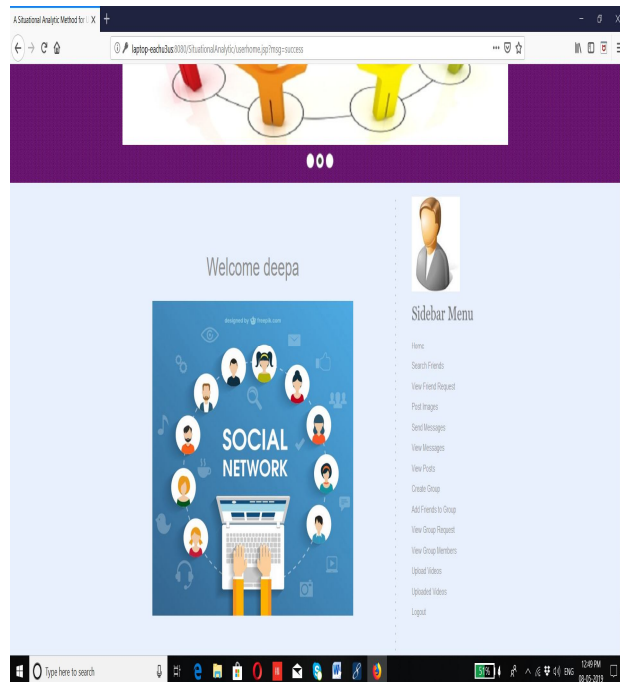 A Situational Analytic Method for
laptop-eachu3us:8080/SituationalAnalytic/userhome.jsp?msg=success
Welcome deepa
designed by freepik.com
SOCIAL
NETWORK
Sidebar Menu
Home
Search Friends
View Friend Request
Post Images
Send Messages
View Messages
View Posts
Create Group
Add Friends to Group
View Group Request
View Group Members
Upload Videos
Uploaded Videos
Logout
Type here to search
51%
ENG
12:49 PM
08-05-2019